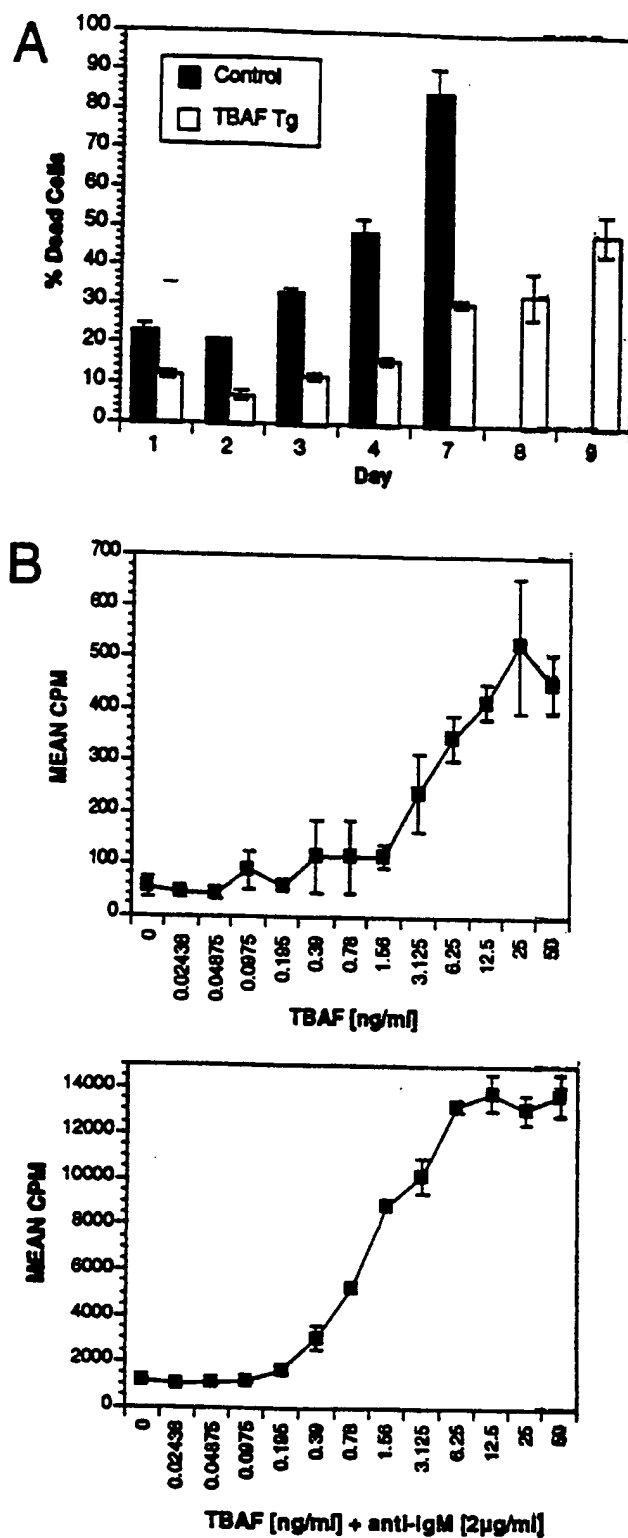 A
100
90
80
70
60
50
40
30
20
10
0
% Dead Cells
Control
TBAF Tg
1 2 3 4 7 8 9
Day
B
700
600
500
400
300
200
100
0
MEAN CPM
0 0.02438 0.04875 0.0975 0.195 0.39 0.78 1.56 3.125 6.25 12.5 25 50
TBAF [ng/ml]
14000
12000
10000
8000
6000
4000
2000
0
MEAN CPM
0 0.02438 0.04875 0.0975 0.195 0.39 0.78 1.56 3.125 6.25 12.5 25 50
TBAF [ng/ml] + anti-IgM [2µg/ml]